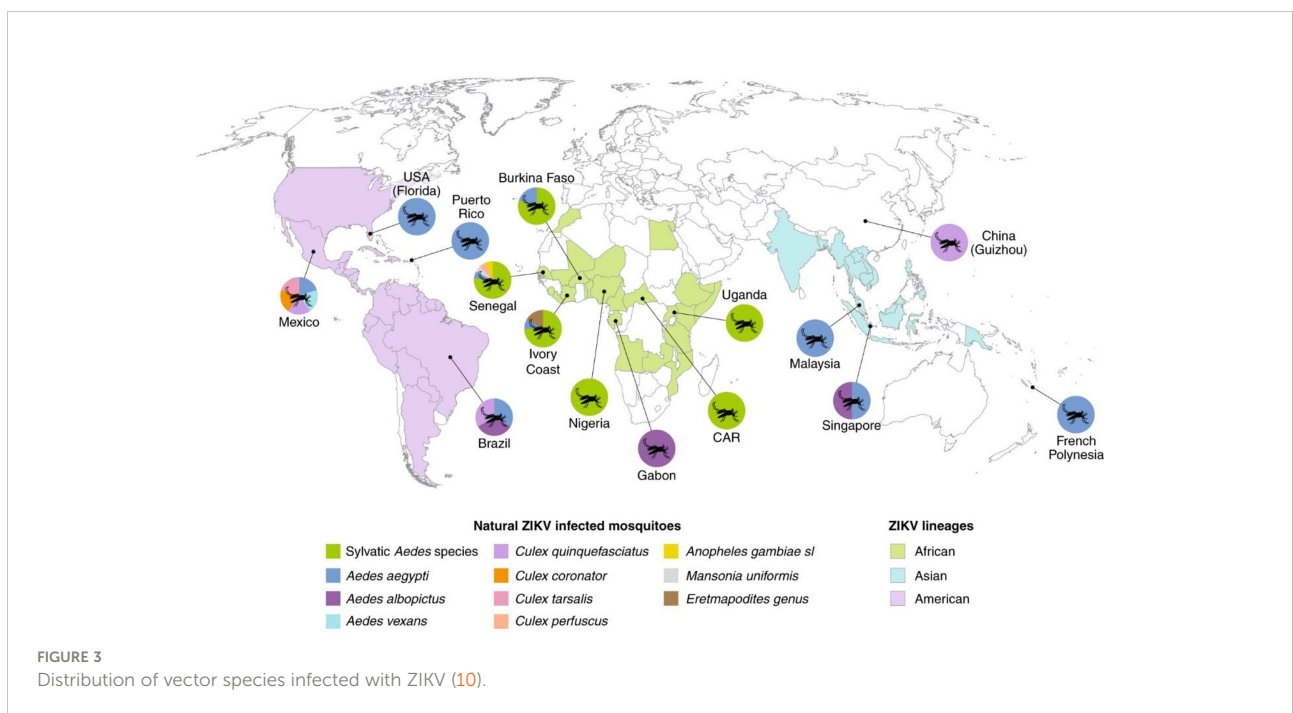 USA
(Florida)
Puerto
Rico
Burkina Faso
China
(Guizhou)
Mexico
Senegal
Ivory
Coast
Uganda
Malaysia
Brazil
Nigeria
CAR
Singapore
Gabon
French
Polynesia
Natural ZIKV infected mosquitoes
Sylvatic Aedes species
Aedes aegypti
Aedes albopictus
Aedes vexans
Culex quinquefasciatus
Culex coronator
Culex tarsalis
Culex perfuscus
Anopheles gambiae sl
Mansonia uniformis
Eretmapodites genus
ZIKV lineages
African
Asian
American
FIGURE 3
Distribution of vector species infected with ZIKV (10).